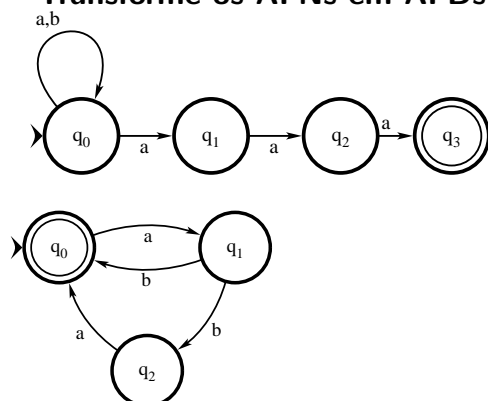 Transforme os AFNs em AFDs
a,b
q0 a q1 a q2 a q3
q0 a q1
b
a b
q2